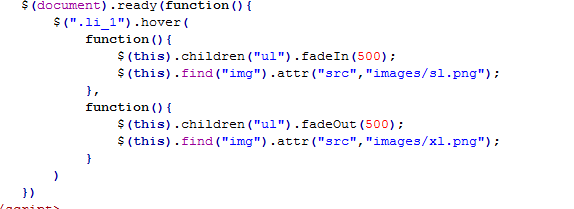 $(document).ready(function(){
$(".li_1").hover(
function(){
$(this).children("ul").fadeIn(500);
$(this).find("img").attr("src","images/sl.png");
},
function(){
$(this).children("ul").fadeOut(500);
$(this).find("img").attr("src","images/xl.png");
}
)
})
/script>